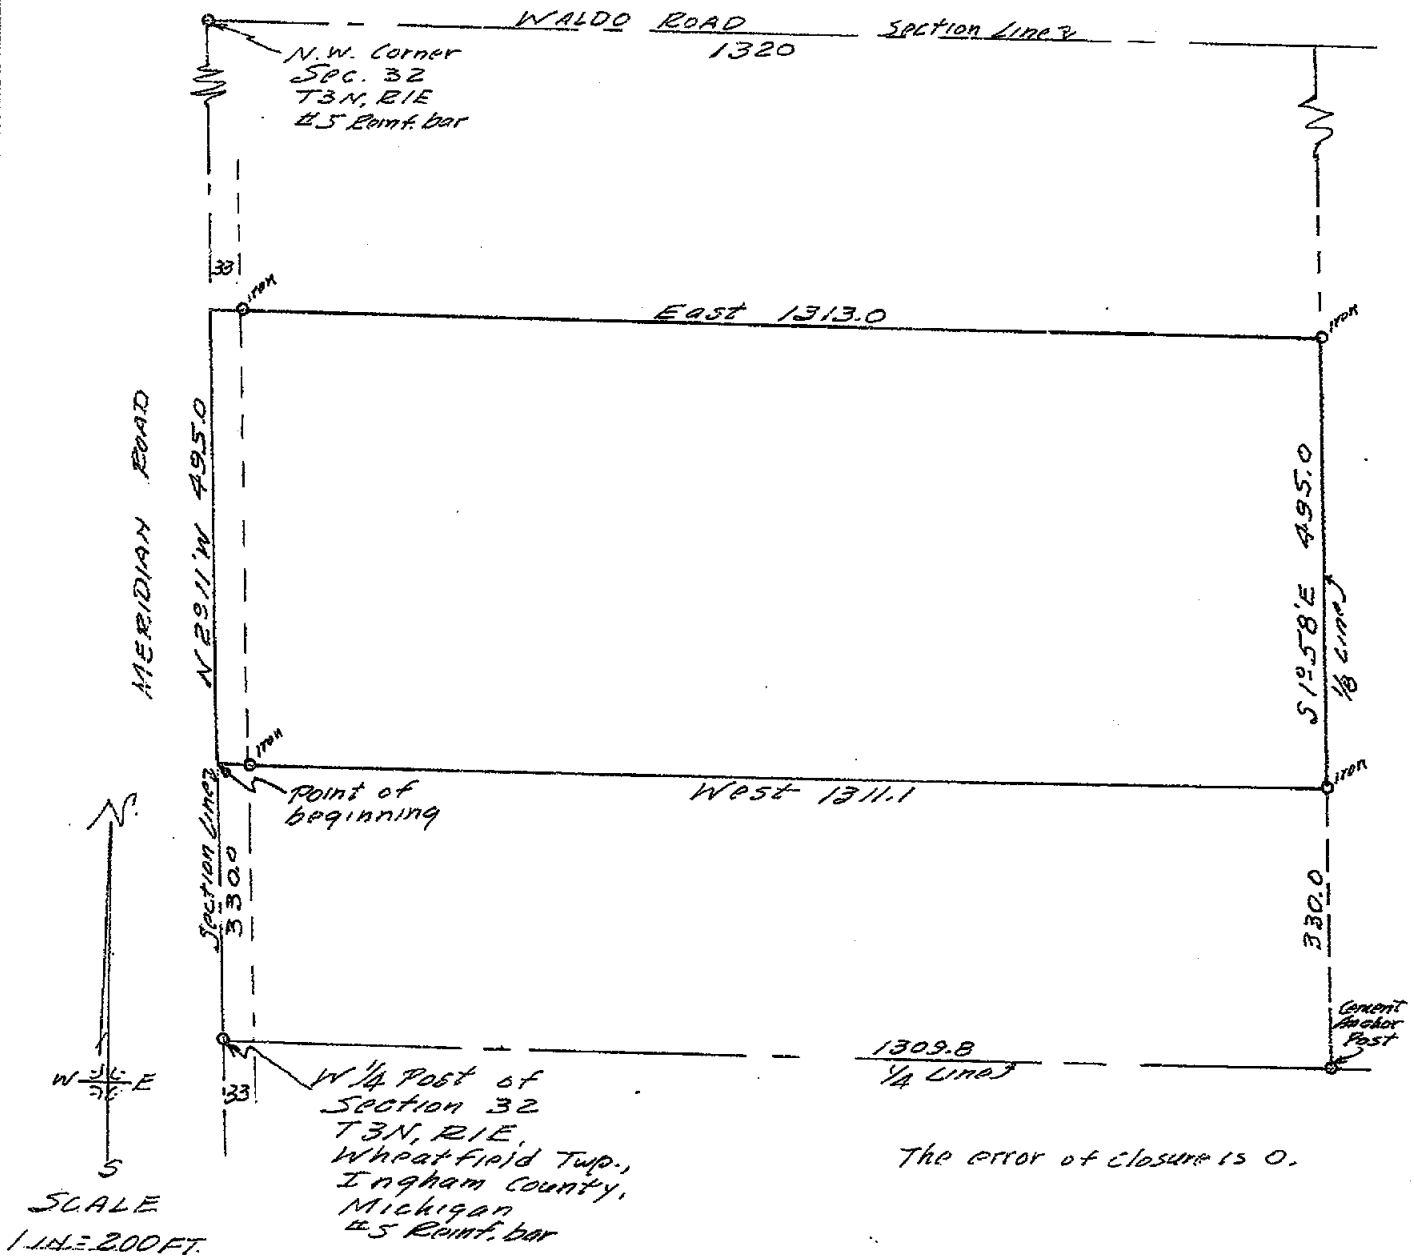 WALDO ROAD
Section Line
1320
N.W. Corner
Sec. 32
T3N, R1E
#5 Reinf. bar
33
iron
East 1313.0
iron
MERIDIAN ROAD
N 2°11'W 495.0
S 1°58'E 495.0
1/8 Line
iron
Point of
beginning
West 1311.1
iron
N.
Section Line
330.0
330.0
Cement
Anchor
Post
1309.8
1/4 Line
W E
S
33
W 1/4 Post of
Section 32
T3N, R1E,
Wheatfield Twp.,
Ingham County,
Michigan
#5 Reinf. bar
The error of closure is 0.
SCALE
1 IN = 200 FT.